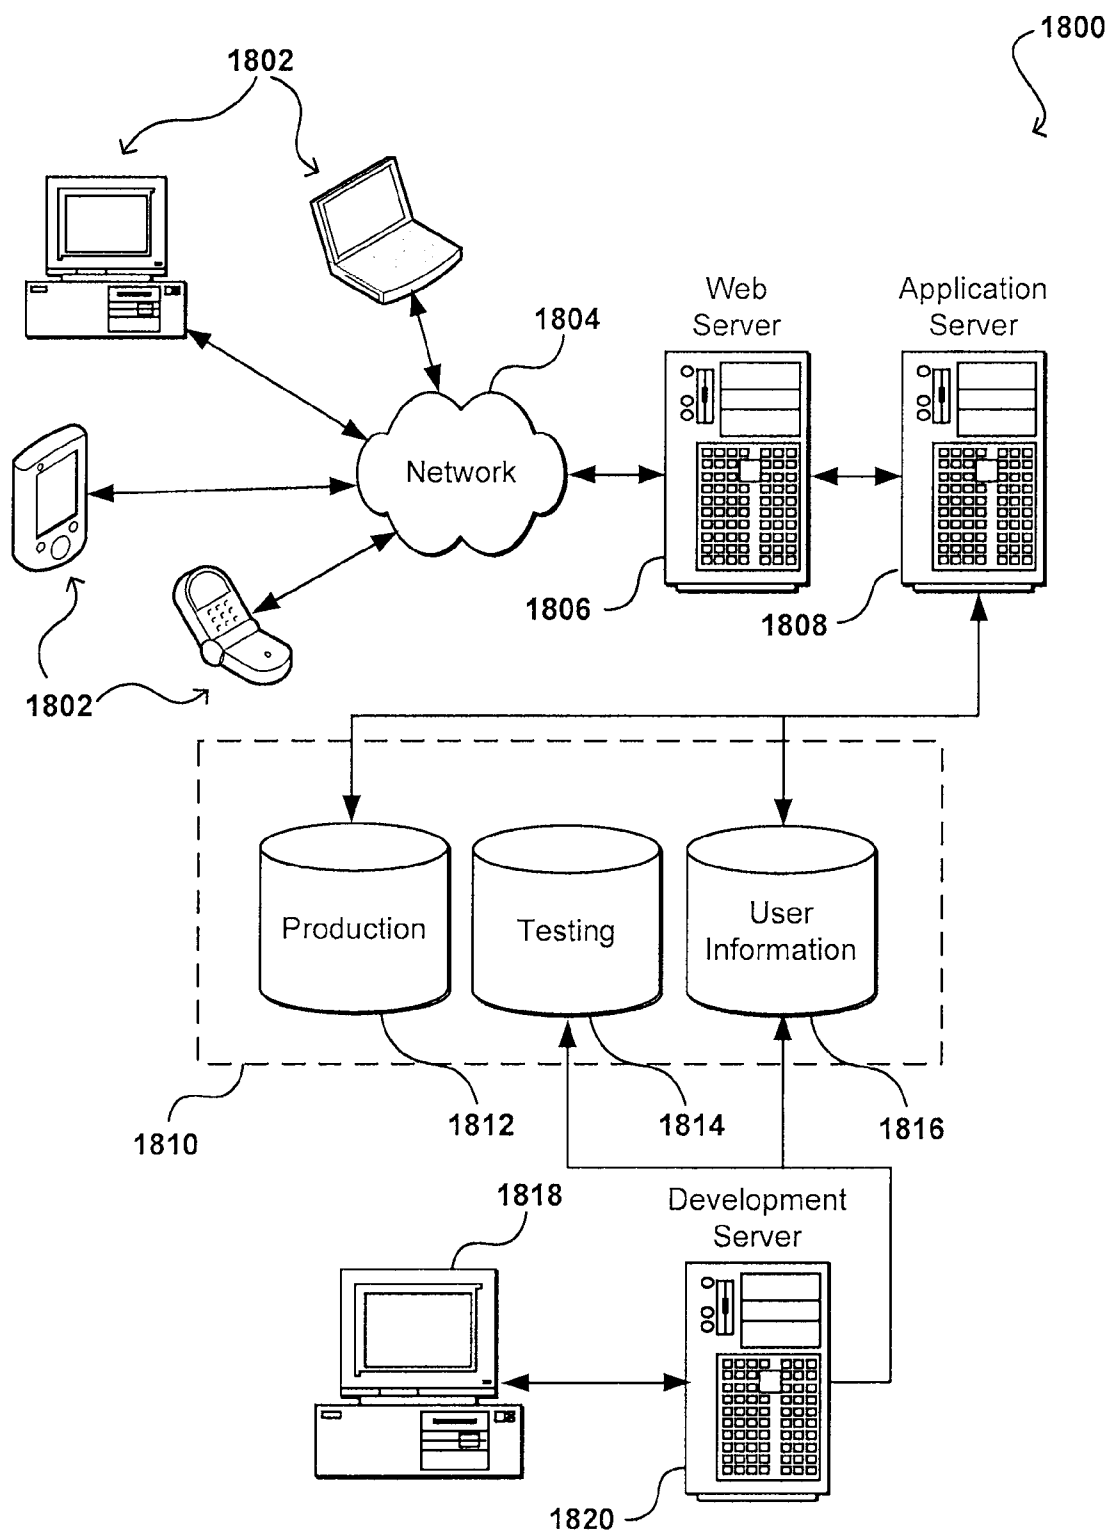 1800
1802
1804
Web
Server
Application
Server
Network
1806
1808
1802
Production
Testing
User
Information
1810
1812
1814
1816
1818
Development
Server
1820